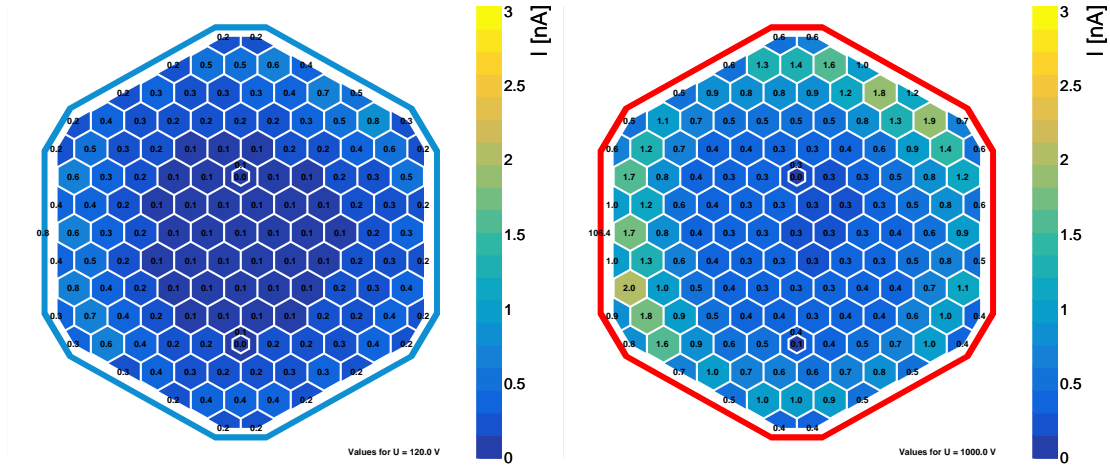 0.2 0.2
0.2 0.5 0.5 0.6 0.4
0.2 0.3 0.3 0.3 0.3 0.4 0.7 0.5
0.2 0.4 0.3 0.2 0.2 0.2 0.2 0.3 0.5 0.8 0.3
0.2 0.5 0.3 0.2 0.1 0.1 0.1 0.2 0.2 0.4 0.6 0.2
0.1
0.6 0.3 0.2 0.1 0.1 0.0 0.1 0.2 0.2 0.3 0.5
0.4 0.4 0.2 0.1 0.1 0.1 0.1 0.1 0.1 0.2 0.3 0.2
0.8 0.6 0.3 0.2 0.1 0.1 0.1 0.1 0.1 0.1 0.2 0.3
0.4 0.5 0.2 0.1 0.1 0.1 0.1 0.1 0.1 0.2 0.2 0.2
0.8 0.4 0.2 0.1 0.1 0.1 0.1 0.1 0.2 0.2 0.4
0.3 0.7 0.4 0.2 0.1 0.1 0.1 0.1 0.2 0.2 0.4 0.2
0.1
0.3 0.6 0.4 0.2 0.2 0.0 0.2 0.2 0.3 0.4 0.2
0.3 0.4 0.3 0.2 0.2 0.3 0.3 0.2
0.2 0.4 0.4 0.4 0.2
0.2 0.2
Values for U = 120.0 V
3
2.5
2
1.5
1
0.5
0
I [nA]
0.6 0.6
0.6 1.3 1.4 1.6 1.0
0.5 0.9 0.8 0.8 0.9 1.2 1.8 1.2
0.5 1.1 0.7 0.5 0.5 0.5 0.5 0.8 1.3 1.9 0.7
0.6 1.2 0.7 0.4 0.4 0.3 0.3 0.4 0.6 0.9 1.4 0.6
0.3
1.7 0.8 0.4 0.3 0.3 0.0 0.3 0.3 0.5 0.8 1.2
1.0 1.2 0.6 0.4 0.3 0.3 0.3 0.3 0.4 0.5 0.8 0.6
1.7 0.8 0.4 0.3 0.3 0.3 0.3 0.3 0.4 0.6 0.9
1.0 1.3 0.6 0.4 0.3 0.3 0.3 0.3 0.3 0.5 0.8 0.5
2.0 1.0 0.5 0.4 0.3 0.3 0.3 0.4 0.4 0.7 1.1
0.9 1.8 0.9 0.5 0.4 0.4 0.4 0.4 0.4 0.6 1.0 0.4
0.4
0.8 1.6 0.9 0.6 0.5 0.1 0.4 0.5 0.7 1.0 0.4
0.7 1.0 0.7 0.6 0.6 0.7 0.8 0.5
0.5 1.0 1.0 0.9 0.5
0.4 0.4
Values for U = 1000.0 V
3
2.5
2
1.5
1
0.5
0
I [nA]